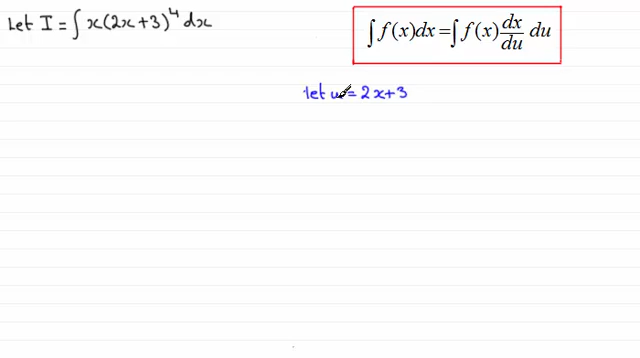 Let I = ∫ x(2x+3)⁴ dx
∫ f(x)dx = ∫ f(x) dx/du du
let u = 2x+3